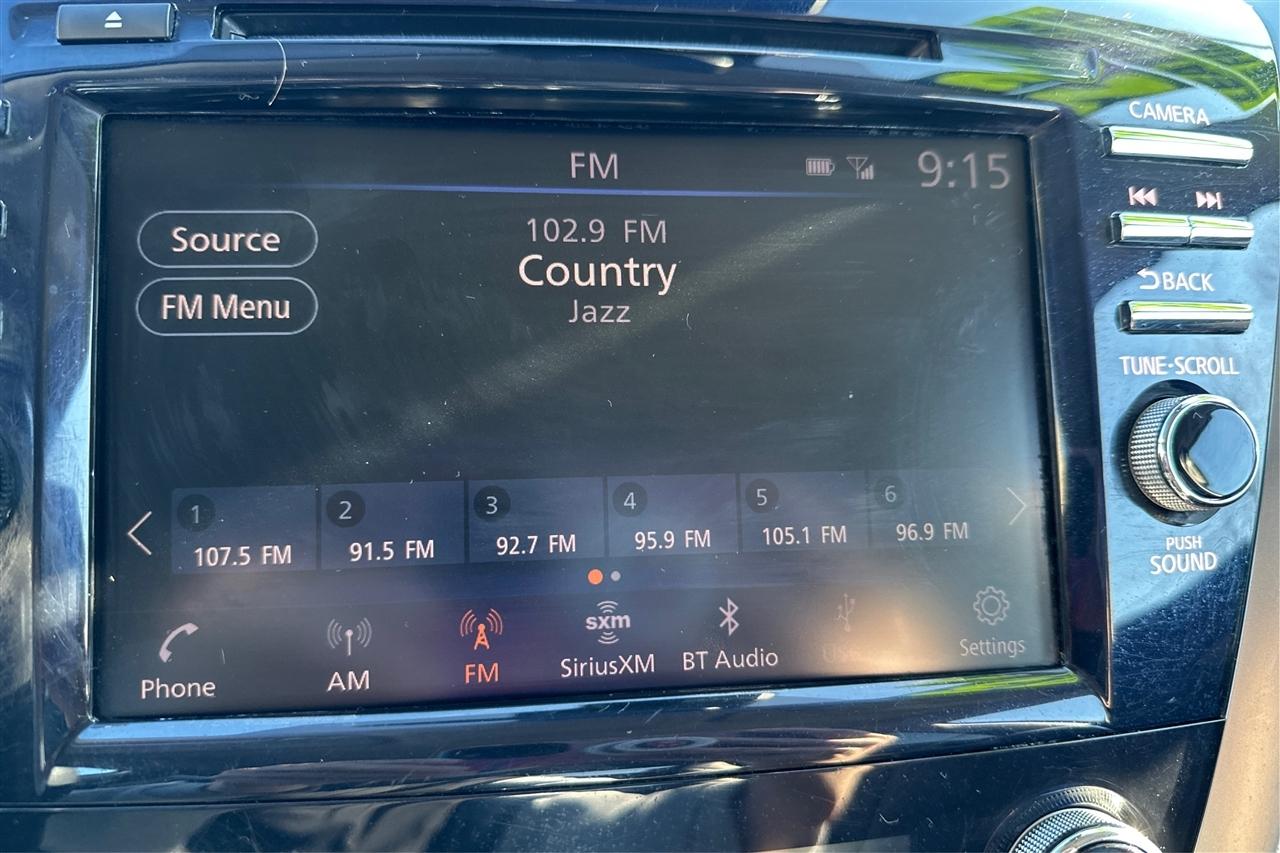 FM
9:15
CAMERA
Source
102.9 FM
Country
Jazz
FM Menu
BACK
TUNE·SCROLL
1
2
3
4
5
6
107.5 FM
91.5 FM
92.7 FM
95.9 FM
105.1 FM
96.9 FM
PUSH
SOUND
sxm
Phone
AM
FM
SiriusXM
BT Audio
Settings